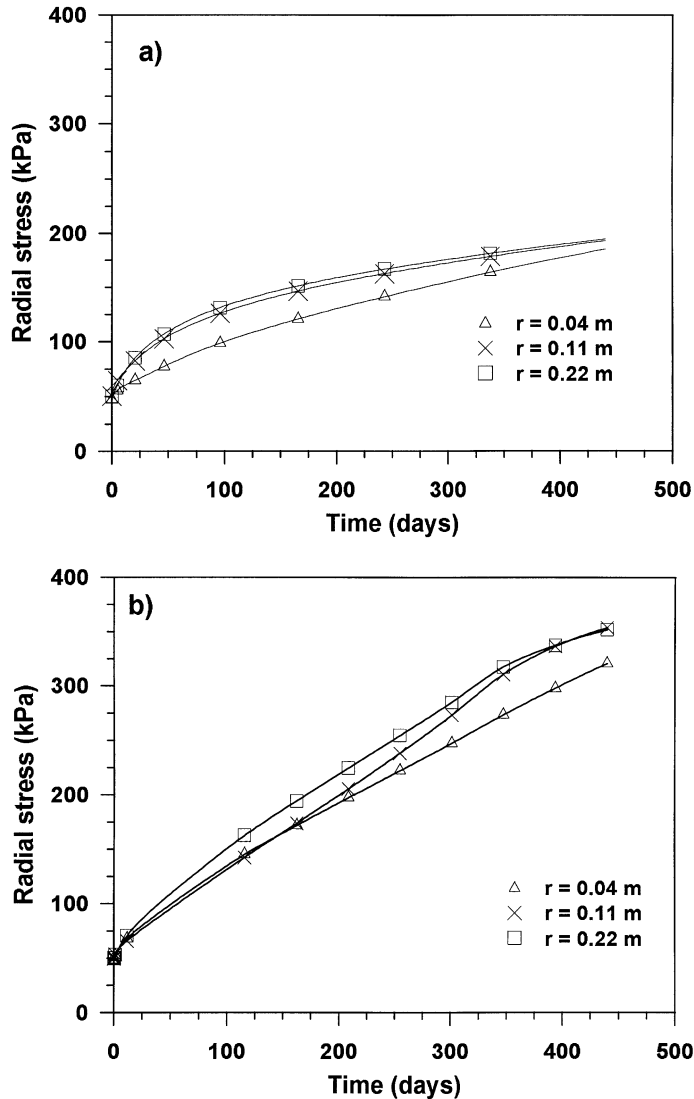 400
a)
300
200
100
0
Radial stress (kPa)
r = 0.04 m
r = 0.11 m
r = 0.22 m
0 100 200 300 400 500
Time (days)
400
b)
300
200
100
0
Radial stress (kPa)
r = 0.04 m
r = 0.11 m
r = 0.22 m
0 100 200 300 400 500
Time (days)